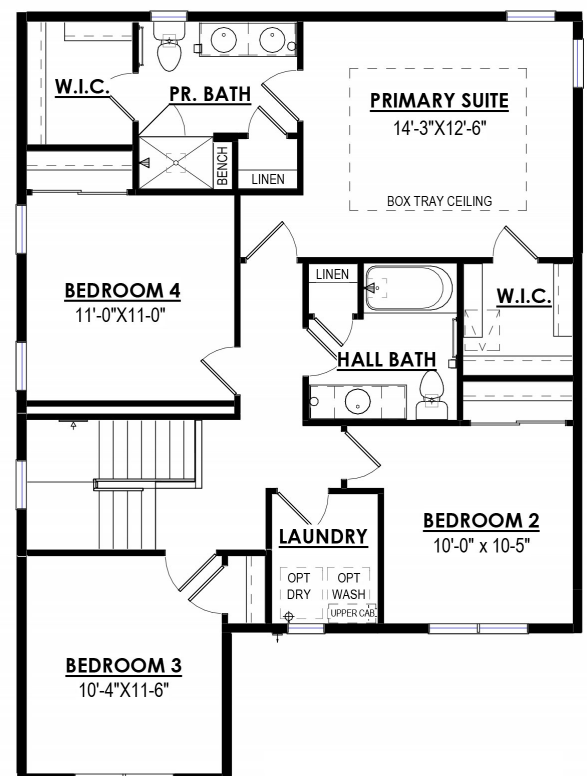 W.I.C.
PR. BATH
PRIMARY SUITE
14'-3"X12'-6"
BENCH
LINEN
BOX TRAY CEILING
BEDROOM 4
11'-0"X11-0"
LINEN
W.I.C.
HALL BATH
LAUNDRY
BEDROOM 2
10'-0" x 10-5"
OPT
DRY
OPT
WASH
UPPER CAB.
BEDROOM 3
10'-4"X11-6"